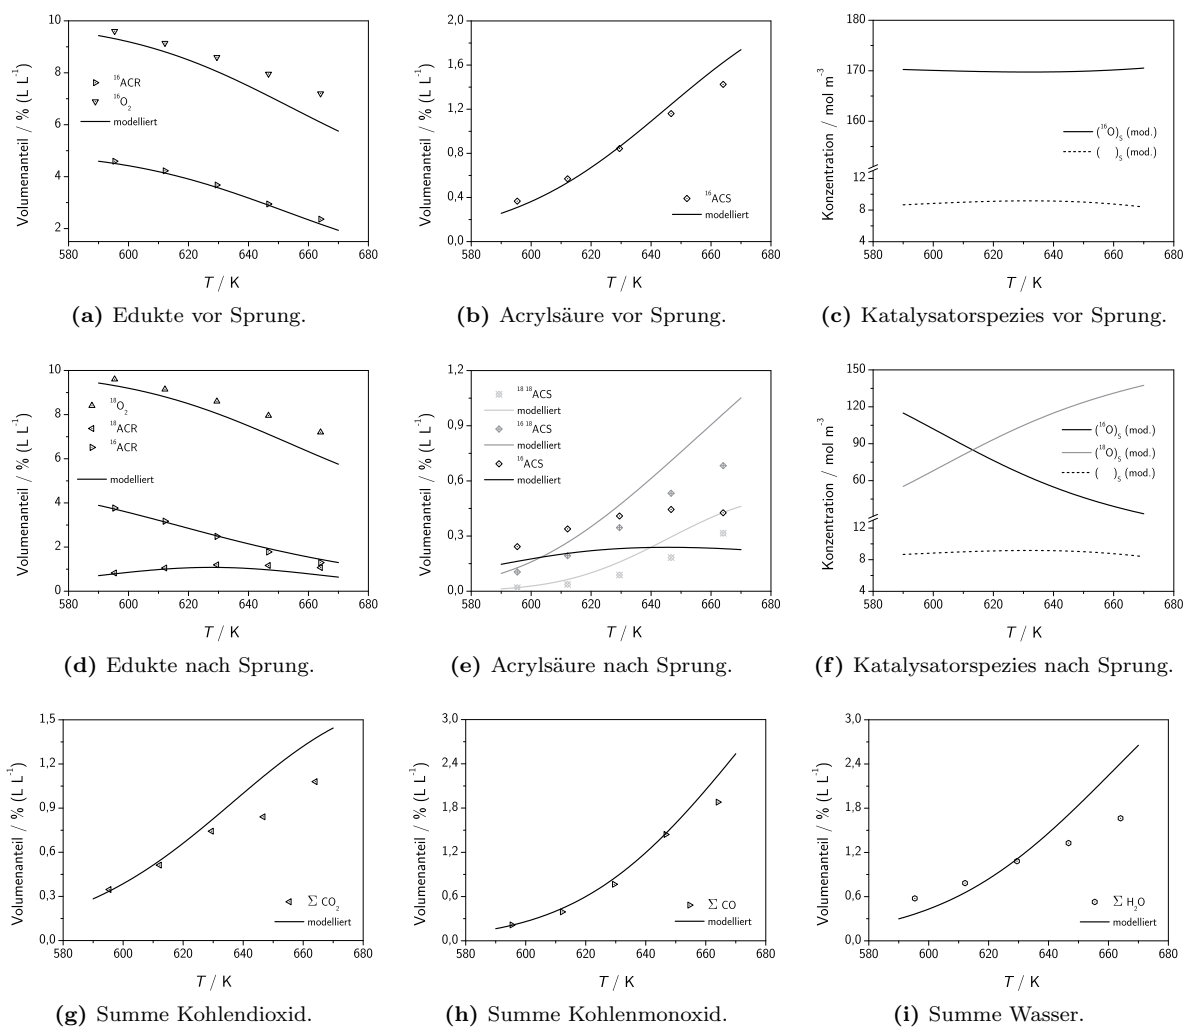 Volumenanteil / % (L L⁻¹)
10
8
6
4
2
¹⁶ACR
¹⁶O₂
modelliert
580 600 620 640 660 680
T / K
(a) Edukte vor Sprung.
Volumenanteil / % (L L⁻¹)
2,0
1,6
1,2
0,8
0,4
0,0
¹⁶ACS
modelliert
580 600 620 640 660 680
T / K
(b) Acrylsäure vor Sprung.
Konzentration / mol m⁻³
180
170
160
12
8
4
(¹⁶O)ₛ (mod.)
( )ₛ (mod.)
580 600 620 640 660 680
T / K
(c) Katalysatorspezies vor Sprung.
Volumenanteil / % (L L⁻¹)
10
8
6
4
2
0
¹⁸O₂
¹⁸ACR
¹⁶ACR
modelliert
580 600 620 640 660 680
T / K
(d) Edukte nach Sprung.
Volumenanteil / % (L L⁻¹)
1,2
0,9
0,6
0,3
0,0
¹⁸ ¹⁸ACS
modelliert
¹⁶ ¹⁸ACS
modelliert
¹⁶ACS
modelliert
580 600 620 640 660 680
T / K
(e) Acrylsäure nach Sprung.
Konzentration / mol m⁻³
150
120
90
60
12
8
4
(¹⁶O)ₛ (mod.)
(¹⁸O)ₛ (mod.)
( )ₛ (mod.)
580 600 620 640 660 680
T / K
(f) Katalysatorspezies nach Sprung.
Volumenanteil / % (L L⁻¹)
1,5
1,2
0,9
0,6
0,3
0,0
Σ CO₂
modelliert
580 600 620 640 660 680
T / K
(g) Summe Kohlendioxid.
Volumenanteil / % (L L⁻¹)
3,0
2,4
1,8
1,2
0,6
0,0
Σ CO
modelliert
580 600 620 640 660 680
T / K
(h) Summe Kohlenmonoxid.
Volumenanteil / % (L L⁻¹)
3,0
2,4
1,8
1,2
0,6
0,0
Σ H₂O
modelliert
580 600 620 640 660 680
T / K
(i) Summe Wasser.